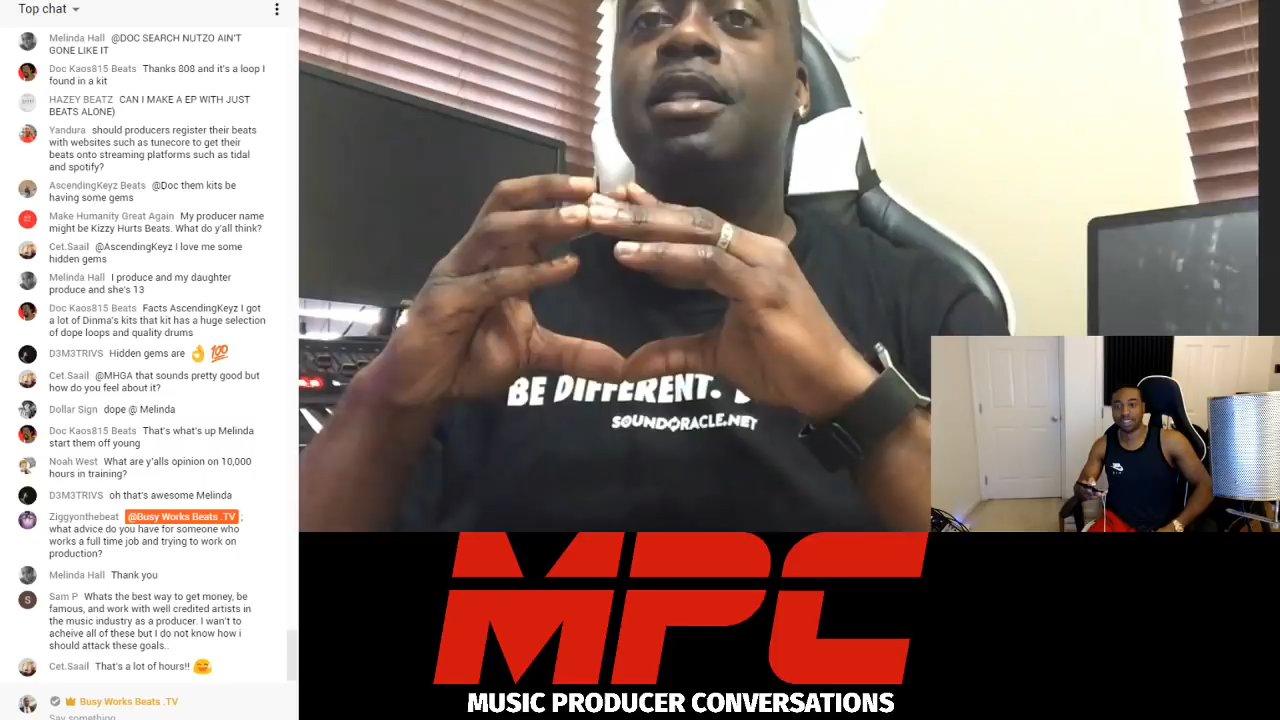 Top chat
Melinda Hall @DOC SEARCH NUTZO AIN'T
GONE LIKE IT
Doc Kaos815 Beats Thanks 808 and it's a loop I
found in a kit
HAZEY BEATZ CAN I MAKE A EP WITH JUST
BEATS ALONE)
Yandura should producers register their beats
with websites such as tunecore to get their
beats onto streaming platforms such as tidal
and spotify?
AscendingKeyz Beats @Doc them kits be
having some gems
Make Humanity Great Again My producer name
might be Kizzy Hurts Beats. What do y'all think?
Cet.Saail @AscendingKeyz I love me some
hidden gems
Melinda Hall I produce and my daughter
produce and she's 13
Doc Kaos815 Beats Facts AscendingKeyz I got
a lot of Dinma's kits that kit has a huge selection
of dope loops and quality drums
D3M3TRIVS Hidden gems are 👌 💯
Cet.Saail @MHGA that sounds pretty good but
how do you feel about it?
Dollar Sign dope @ Melinda
Doc Kaos815 Beats That's what's up Melinda
start them off young
Noah West What are y'alls opinion on 10,000
hours in training?
D3M3TRIVS oh that's awesome Melinda
Ziggyonthebeat @Busy Works Beats .TV ;
what advice do you have for someone who
works a full time job and trying to work on
production?
Melinda Hall Thank you
S
Sam P Whats the best way to get money, be
famous, and work with well credited artists in
the music industry as a producer. I wan't to
acheive all of these but I do not know how i
should attack these goals..
Cet.Saail That's a lot of hours!! 😊
Busy Works Beats .TV
Say something...
BE DIFFERENT.
SOUNDORACLE.NET
MPC
MUSIC PRODUCER CONVERSATIONS